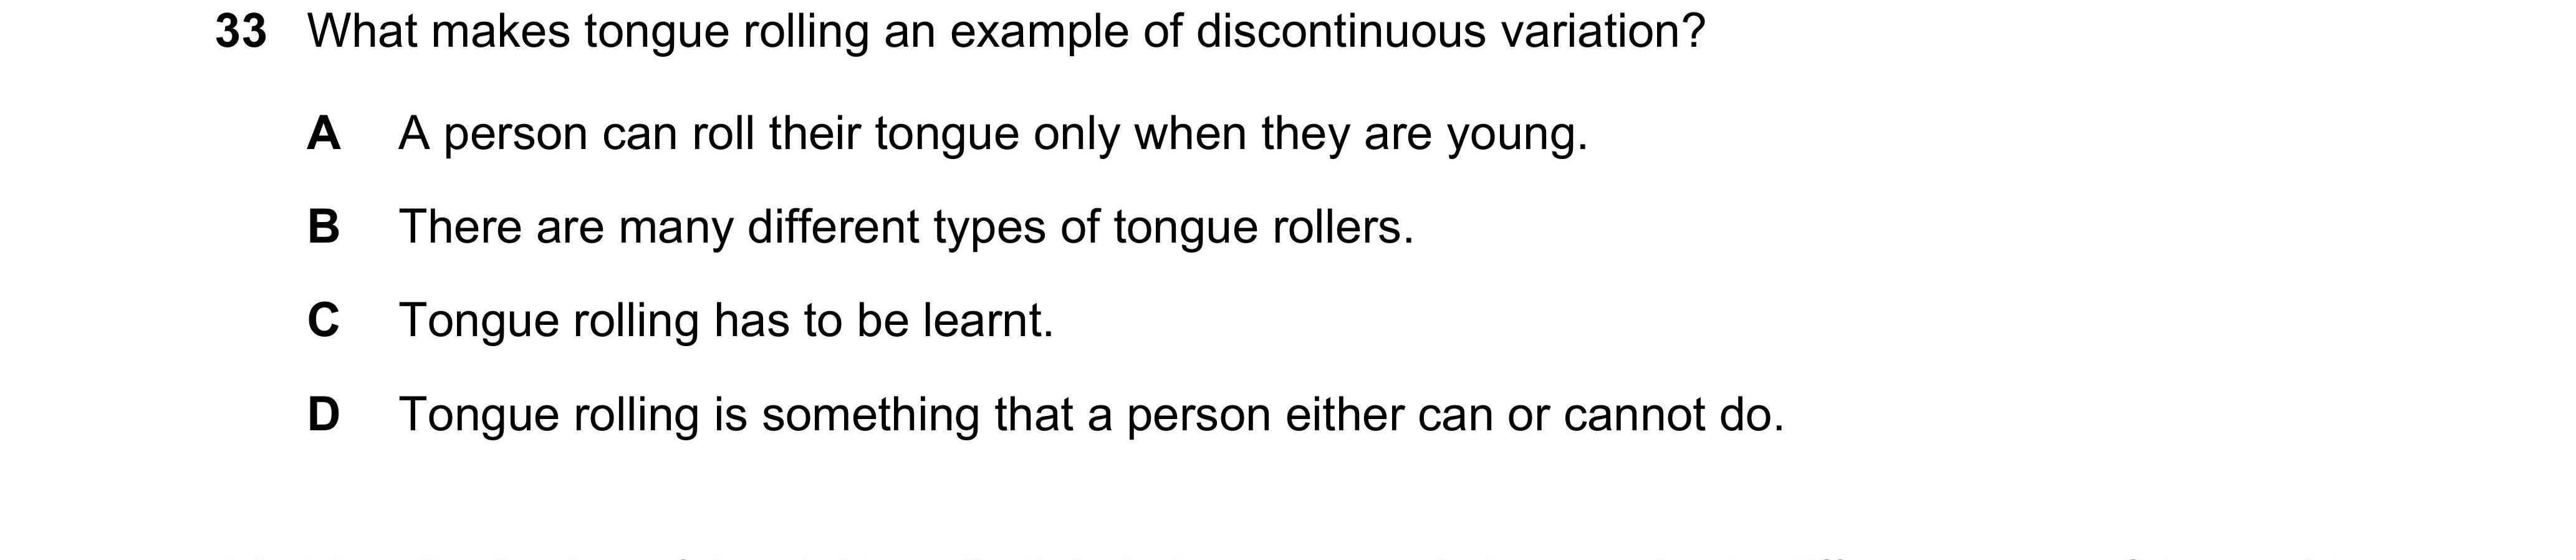 33 What makes tongue rolling an example of discontinuous variation?
A A person can roll their tongue only when they are young.
B There are many different types of tongue rollers.
C Tongue rolling has to be learnt.
D Tongue rolling is something that a person either can or cannot do.